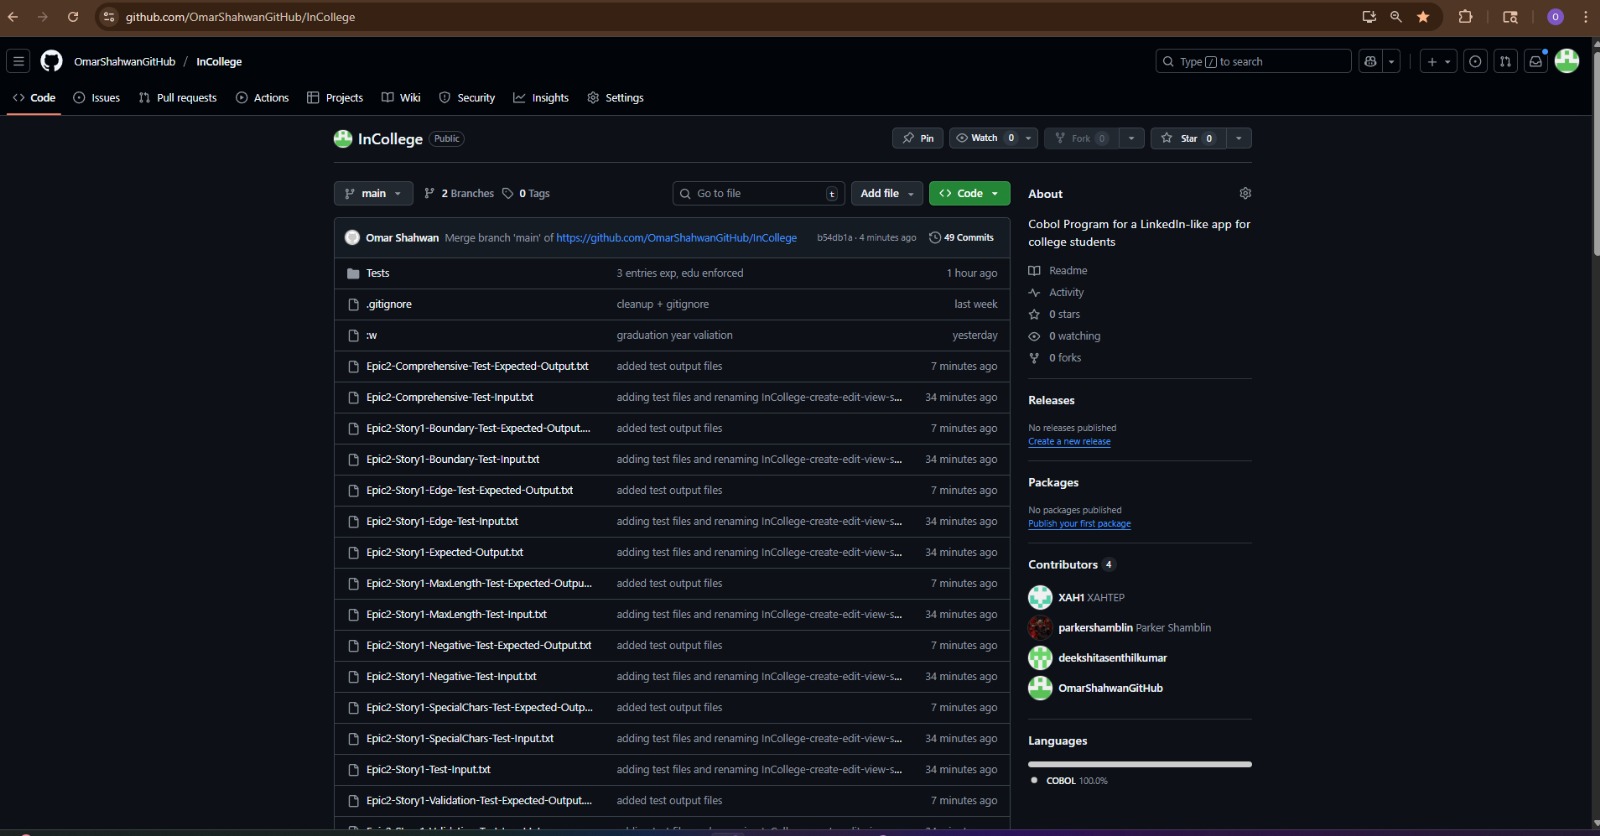 github.com/OmarShahwanGitHub/InCollege
O
OmarShahwanGitHub / InCollege
Type / to search
Code Issues Pull requests Actions Projects Wiki Security Insights Settings
InCollege Public
Pin Watch 0 Fork 0 Star 0
main 2 Branches 0 Tags Go to file t Add file Code
Omar Shahwan Merge branch 'main' of https://github.com/OmarShahwanGitHub/InCollege b54db1a · 4 minutes ago 49 Commits
Tests 3 entries exp, edu enforced 1 hour ago
.gitignore cleanup + gitignore last week
:w graduation year valiation yesterday
Epic2-Comprehensive-Test-Expected-Output.txt added test output files 7 minutes ago
Epic2-Comprehensive-Test-Input.txt adding test files and renaming InCollege-create-edit-view-s... 34 minutes ago
Epic2-Story1-Boundary-Test-Expected-Output.... added test output files 7 minutes ago
Epic2-Story1-Boundary-Test-Input.txt adding test files and renaming InCollege-create-edit-view-s... 34 minutes ago
Epic2-Story1-Edge-Test-Expected-Output.txt added test output files 7 minutes ago
Epic2-Story1-Edge-Test-Input.txt adding test files and renaming InCollege-create-edit-view-s... 34 minutes ago
Epic2-Story1-Expected-Output.txt adding test files and renaming InCollege-create-edit-view-s... 34 minutes ago
Epic2-Story1-MaxLength-Test-Expected-Outpu... added test output files 7 minutes ago
Epic2-Story1-MaxLength-Test-Input.txt adding test files and renaming InCollege-create-edit-view-s... 34 minutes ago
Epic2-Story1-Negative-Test-Expected-Output.txt added test output files 7 minutes ago
Epic2-Story1-Negative-Test-Input.txt adding test files and renaming InCollege-create-edit-view-s... 34 minutes ago
Epic2-Story1-SpecialChars-Test-Expected-Outp... added test output files 7 minutes ago
Epic2-Story1-SpecialChars-Test-Input.txt adding test files and renaming InCollege-create-edit-view-s... 34 minutes ago
Epic2-Story1-Test-Input.txt adding test files and renaming InCollege-create-edit-view-s... 34 minutes ago
Epic2-Story1-Validation-Test-Expected-Output.... added test output files 7 minutes ago
About
Cobol Program for a LinkedIn-like app for
college students
Readme
Activity
0 stars
0 watching
0 forks
Releases
No releases published
Create a new release
Packages
No packages published
Publish your first package
Contributors 4
XAH1 XAHTEP
parkershamblin Parker Shamblin
deekshitasenthilkumar
OmarShahwanGitHub
Languages
COBOL 100.0%